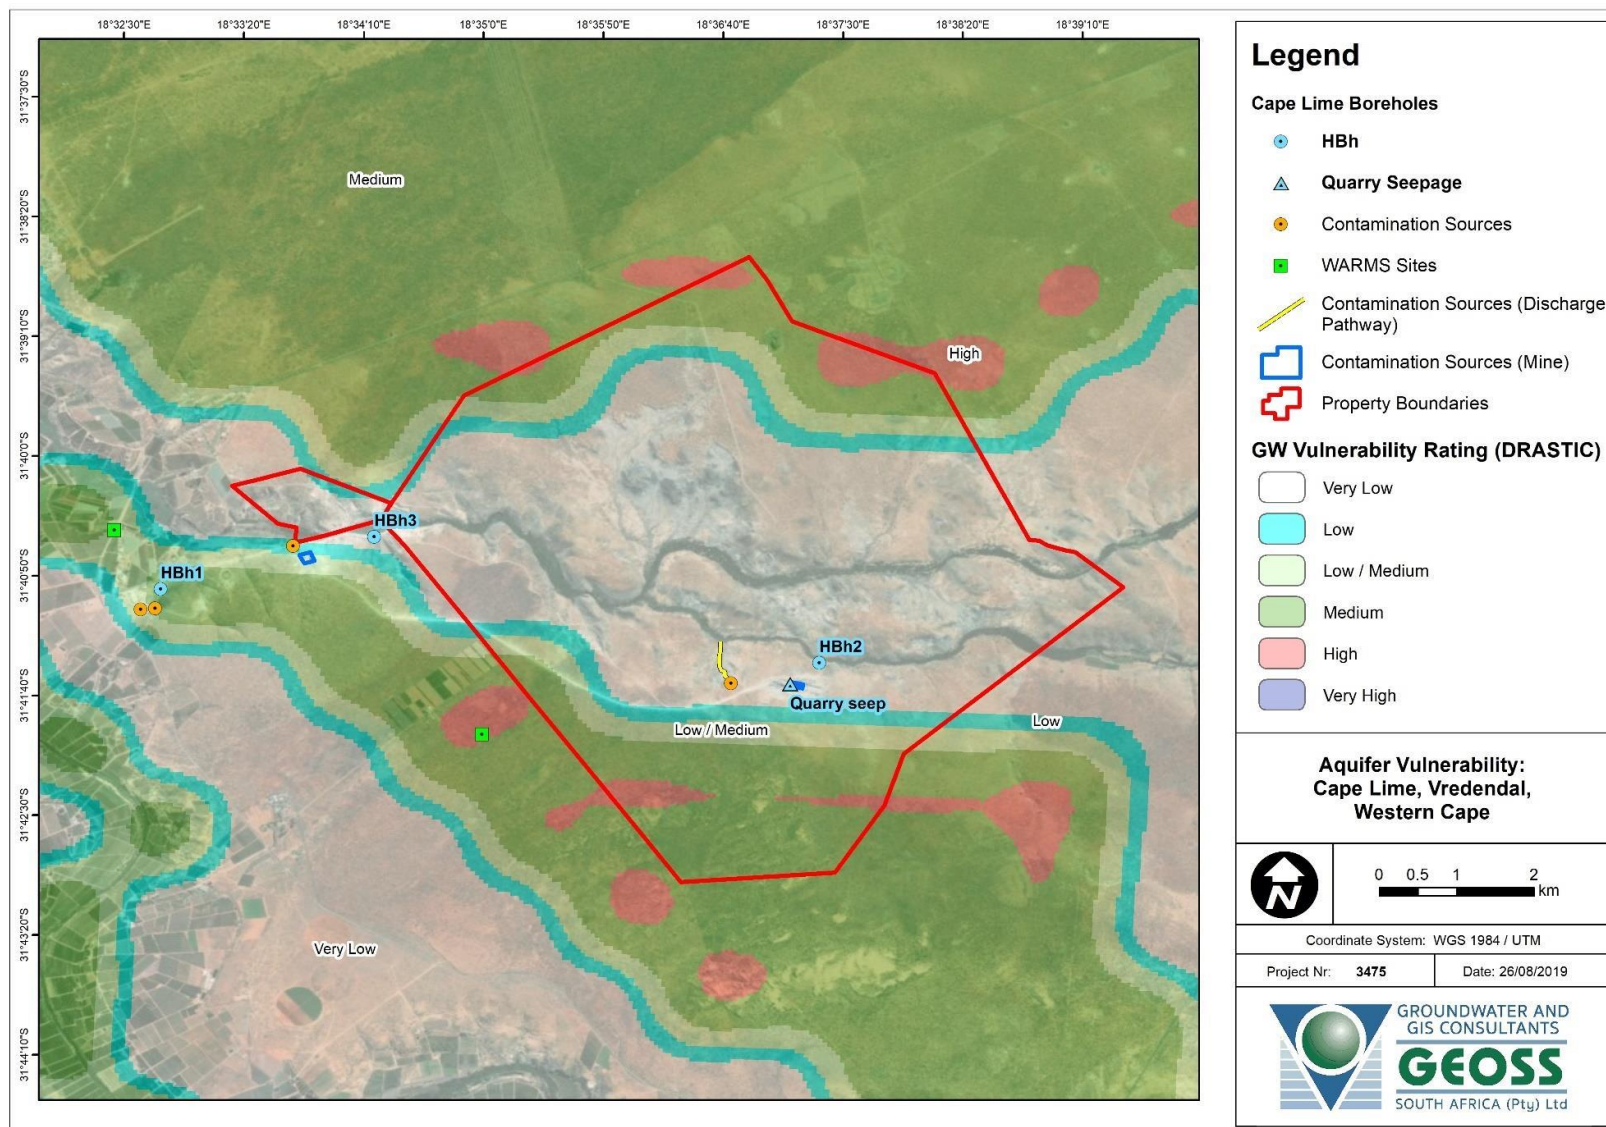 18°32'30"E 18°33'20"E 18°34'10"E 18°35'0"E 18°35'50"E 18°36'40"E 18°37'30"E 18°38'20"E 18°39'10"E
31°37'30"S
31°38'20"S
31°39'10"S
31°40'0"S
31°40'50"S
31°41'40"S
31°42'30"S
31°43'20"S
31°44'10"S
Medium
High
HBh3
HBh1
HBh2
Quarry seep
Low / Medium
Low
Very Low
Legend
Cape Lime Boreholes
HBh
Quarry Seepage
Contamination Sources
WARMS Sites
Contamination Sources (Discharge
Pathway)
Contamination Sources (Mine)
Property Boundaries
GW Vulnerability Rating (DRASTIC)
Very Low
Low
Low / Medium
Medium
High
Very High
Aquifer Vulnerability:
Cape Lime, Vredendal,
Western Cape
N
0 0.5 1 2
km
Coordinate System: WGS 1984 / UTM
Project Nr: 3475 Date: 26/08/2019
GROUNDWATER AND
GIS CONSULTANTS
GEOSS
SOUTH AFRICA (Pty) Ltd